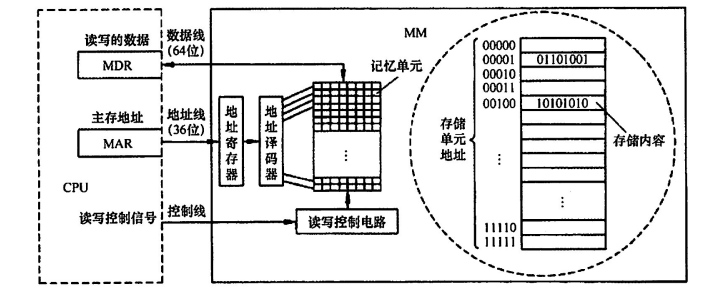 读写的数据
MDR
数据线
(64位)
主存地址
MAR
地址线
(36位)
CPU
读写控制信号
控制线
MM
地址寄存器
地址译码器
记忆单元
读写控制电路
存储单元地址
00000
00001
01101001
00010
00011
00100
10101010
存储内容
11110
11111